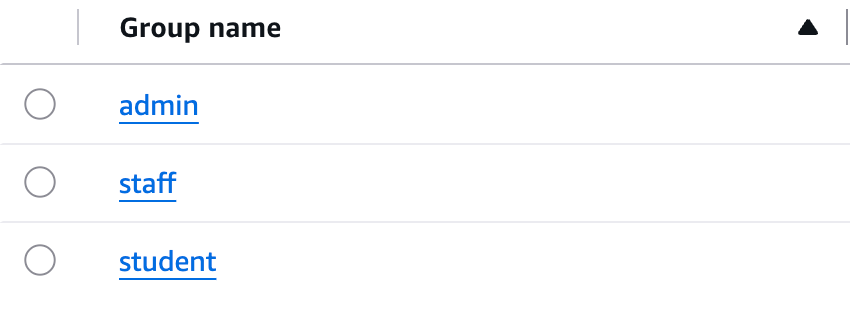 Group name
admin
staff
student